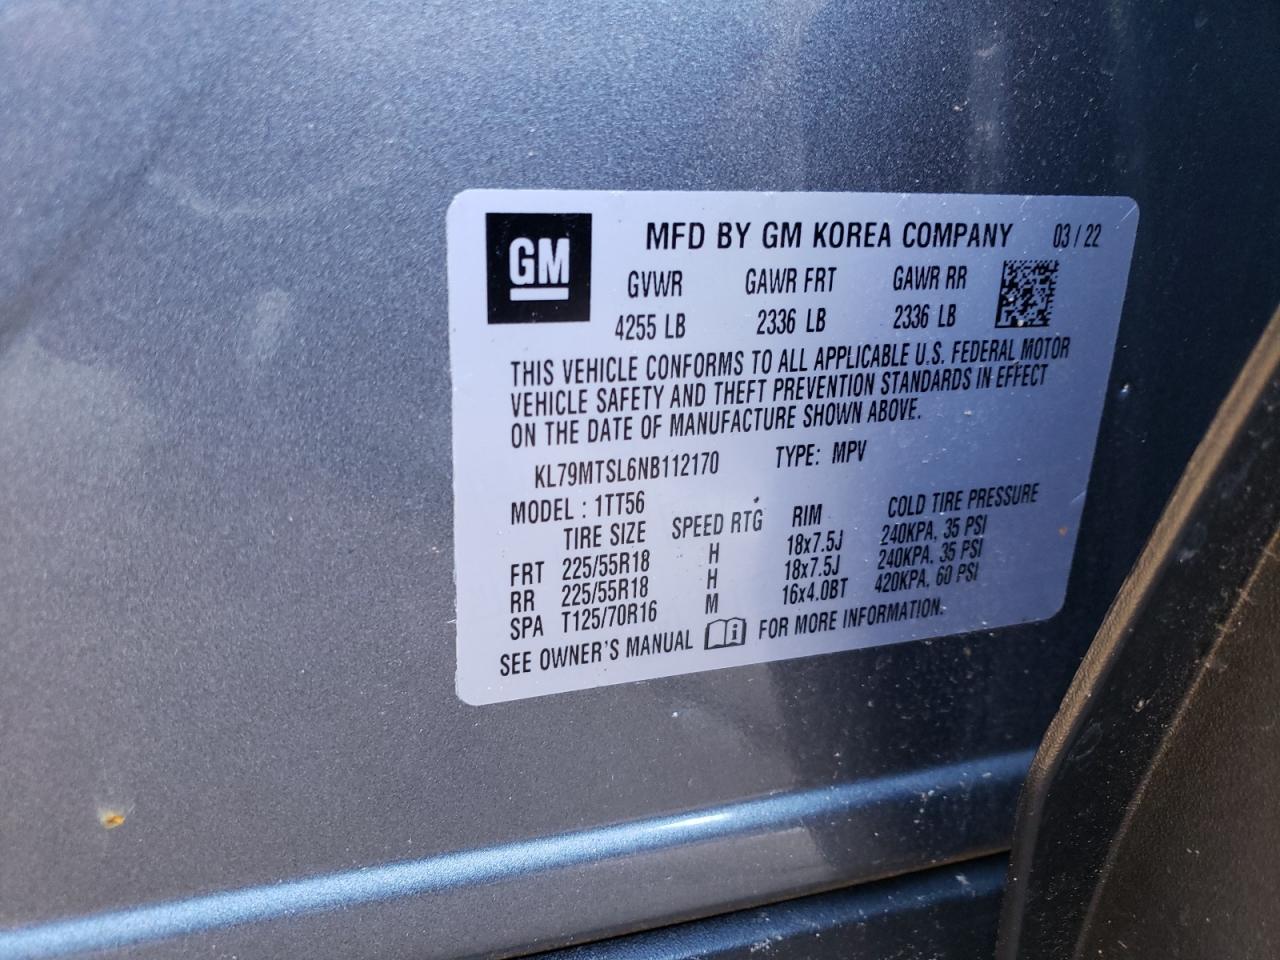 GM
MFD BY GM KOREA COMPANY 03/22
GVWR GAWR FRT GAWR RR
4255 LB 2336 LB 2336 LB
THIS VEHICLE CONFORMS TO ALL APPLICABLE U.S. FEDERAL MOTOR
VEHICLE SAFETY AND THEFT PREVENTION STANDARDS IN EFFECT
ON THE DATE OF MANUFACTURE SHOWN ABOVE.
KL79MTSL6NB112170 TYPE: MPV
MODEL : 1TT56
TIRE SIZE SPEED RTG RIM COLD TIRE PRESSURE
FRT 225/55R18 H 18x7.5J 240KPA, 35 PSI
RR 225/55R18 H 18x7.5J 240KPA, 35 PSI
SPA T125/70R16 M 16x4.0BT 420KPA, 60 PSI
SEE OWNER'S MANUAL FOR MORE INFORMATION.